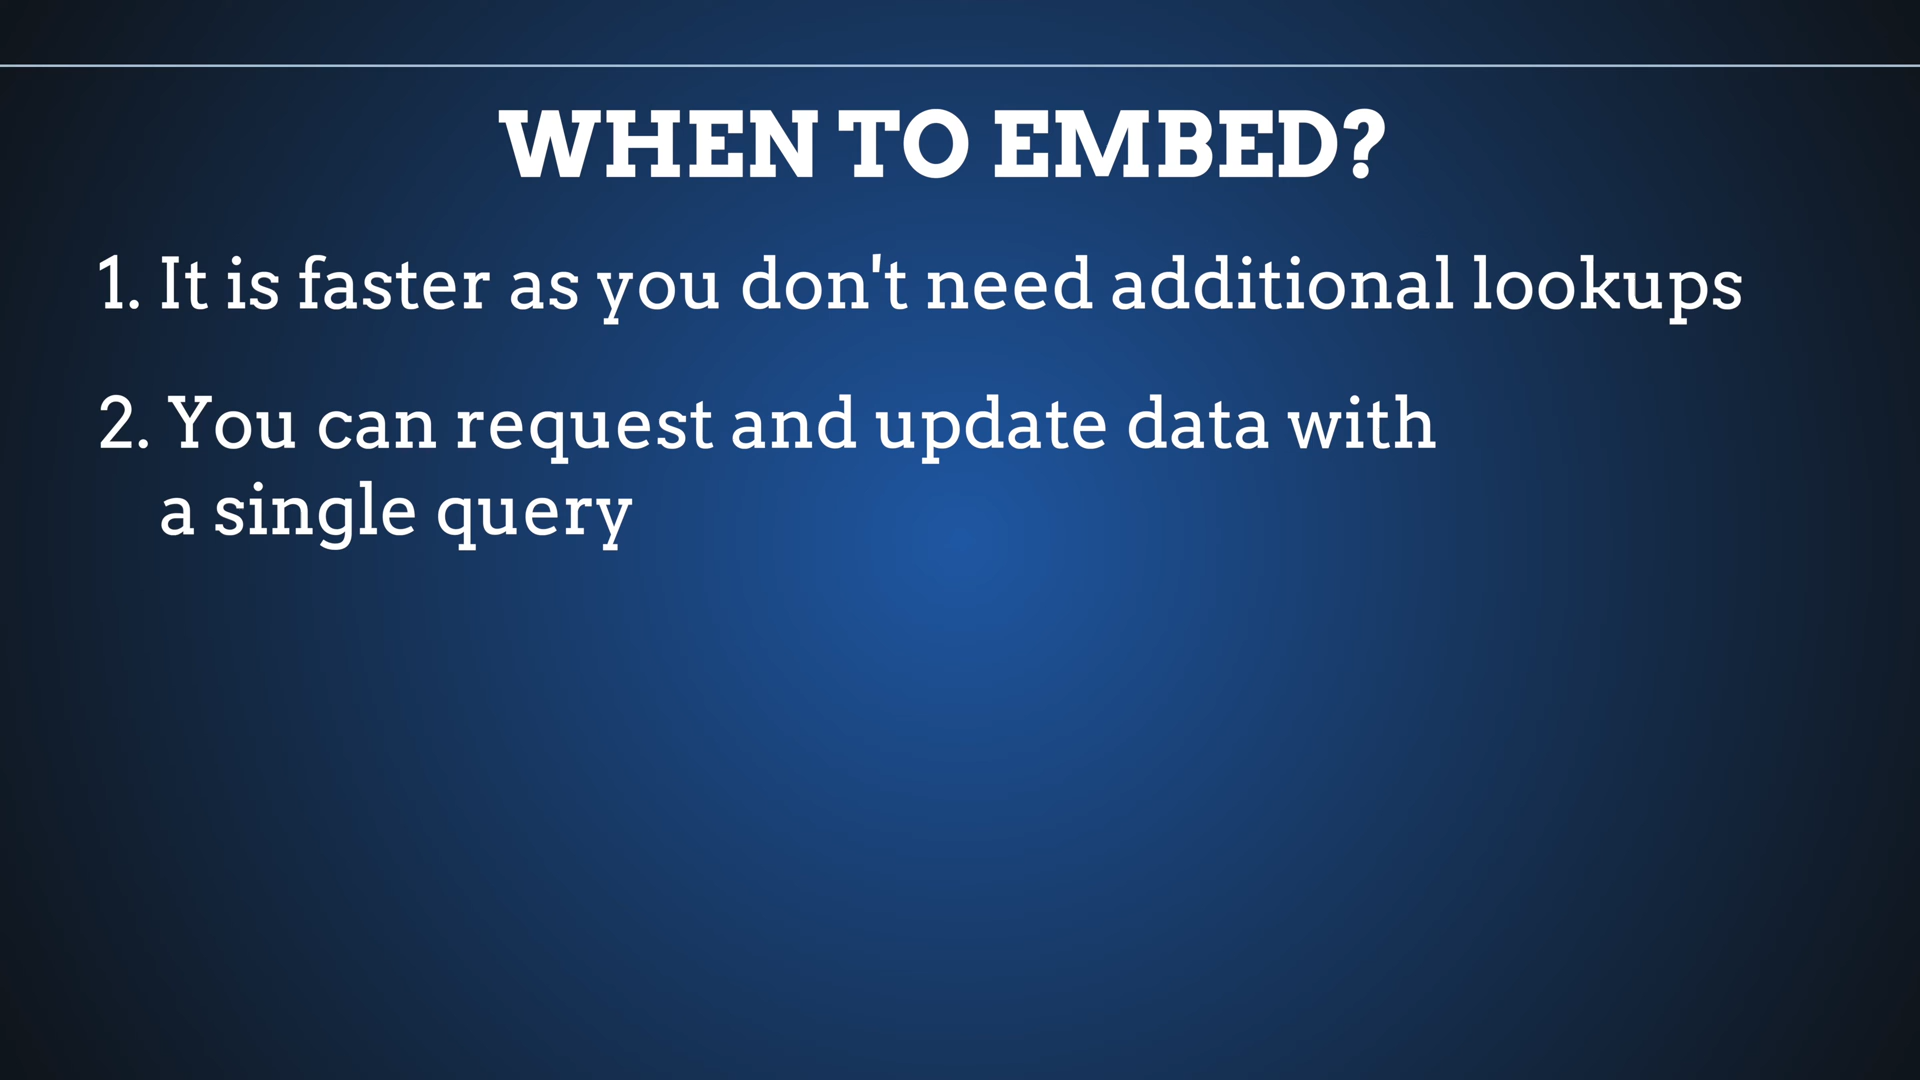 WHEN TO EMBED?
1. It is faster as you don't need additional lookups
2. You can request and update data with
a single query